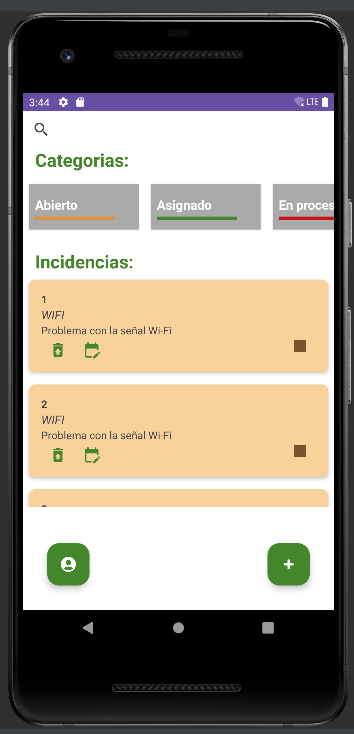 3:44
LTE
Categorias:
Abierto
Asignado
En proces
Incidencias:
1
WIFI
Problema con la señal Wi-Fi
2
WIFI
Problema con la señal Wi-Fi